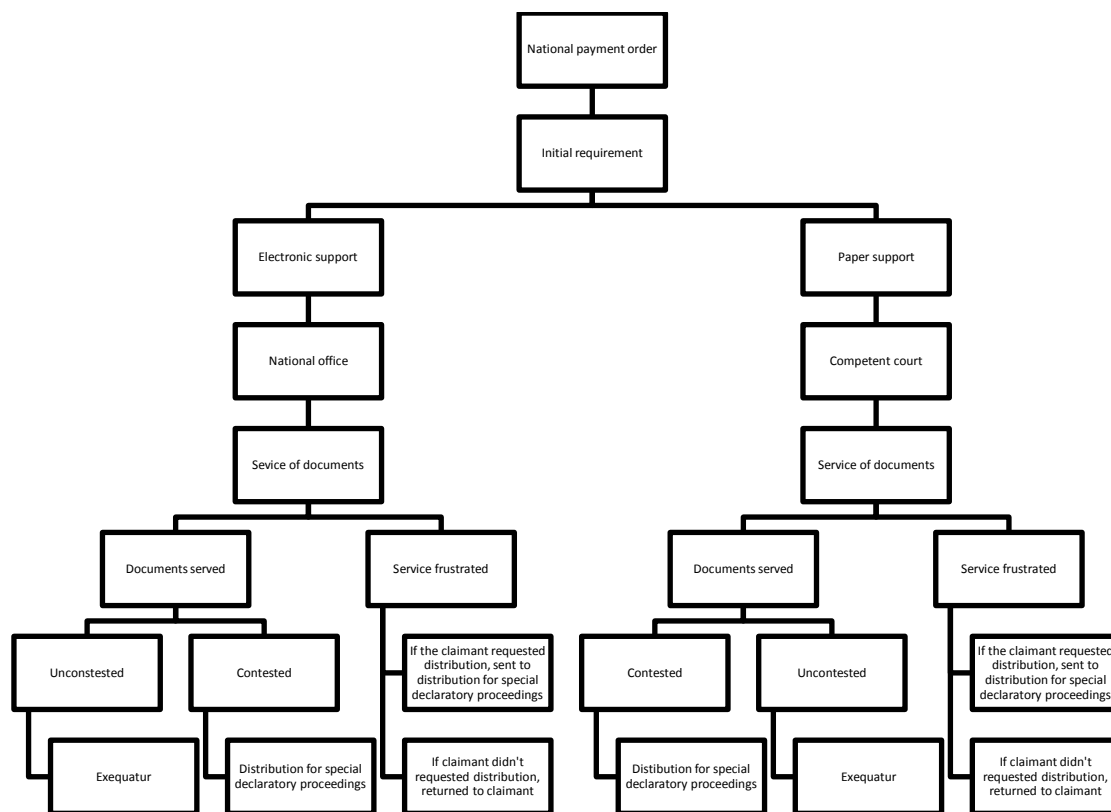 National payment order
Initial requirement
Electronic support
Paper support
National office
Competent court
Sevice of documents
Service of documents
Documents served
Service frustrated
Documents served
Service frustrated
Unconstested
Contested
If the claimant requested
distribution, sent to
distribution for special
declaratory proceedings
Contested
Uncontested
If the claimant requested
distribution, sent to
distribution for special
declaratory proceedings
Exequatur
Distribution for special
declaratory proceedings
If claimant didn't
requested distribution,
returned to claimant
Distibution for special
declaratory proceedings
Exequatur
If claimant didn't
requested distribution,
returned to claimant